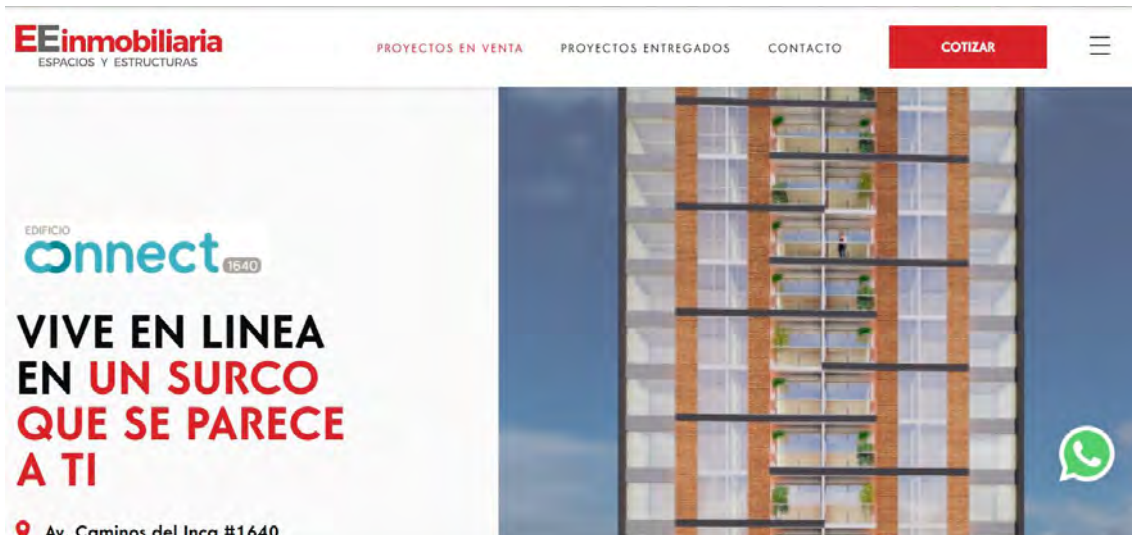 EEinmobiliaria
ESPACIOS Y ESTRUCTURAS
PROYECTOS EN VENTA
PROYECTOS ENTREGADOS
CONTACTO
COTIZAR
EDIFICIO
connect 1640
VIVE EN LINEA
EN UN SURCO
QUE SE PARECE
A TI
Av. Caminos del Inca #1640